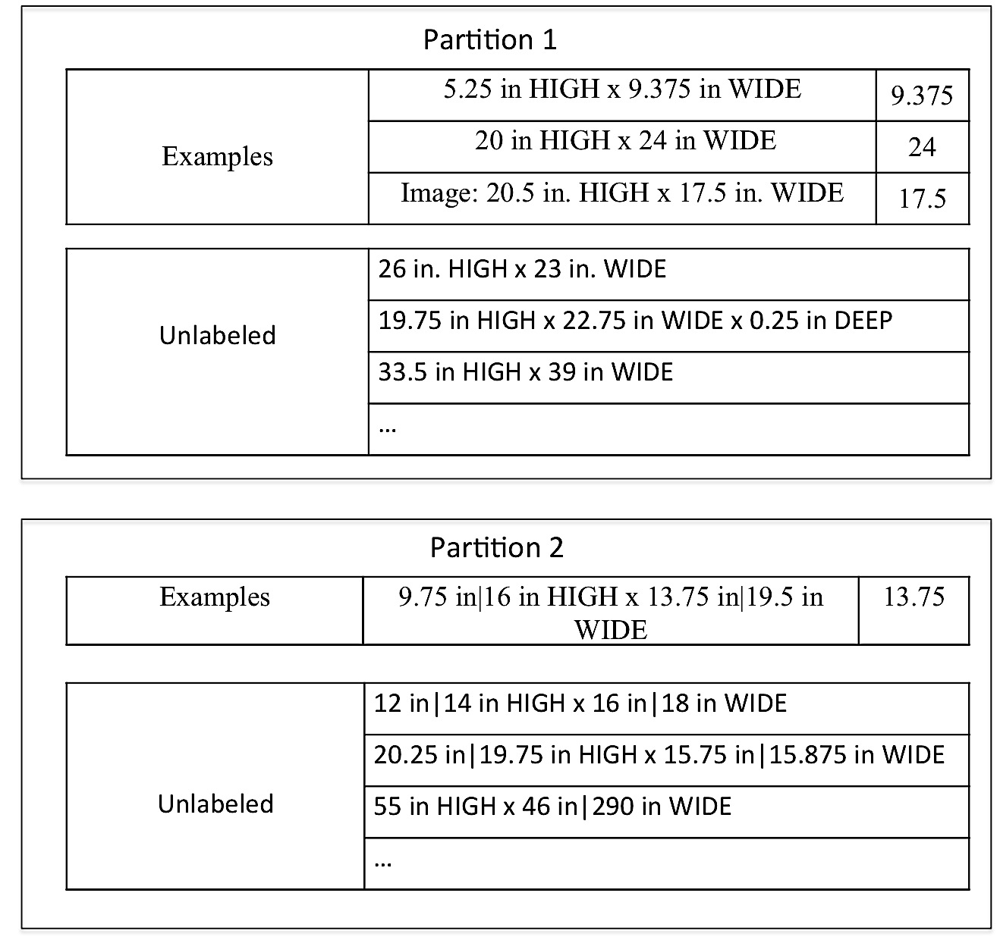 Partition 1
Examples
5.25 in HIGH x 9.375 in WIDE
9.375
20 in HIGH x 24 in WIDE
24
Image: 20.5 in. HIGH x 17.5 in. WIDE
17.5
Unlabeled
26 in. HIGH x 23 in. WIDE
19.75 in HIGH x 22.75 in WIDE x 0.25 in DEEP
33.5 in HIGH x 39 in WIDE
...
Partition 2
Examples
9.75 in|16 in HIGH x 13.75 in|19.5 in
WIDE
13.75
Unlabeled
12 in|14 in HIGH x 16 in|18 in WIDE
20.25 in|19.75 in HIGH x 15.75 in|15.875 in WIDE
55 in HIGH x 46 in|290 in WIDE
...